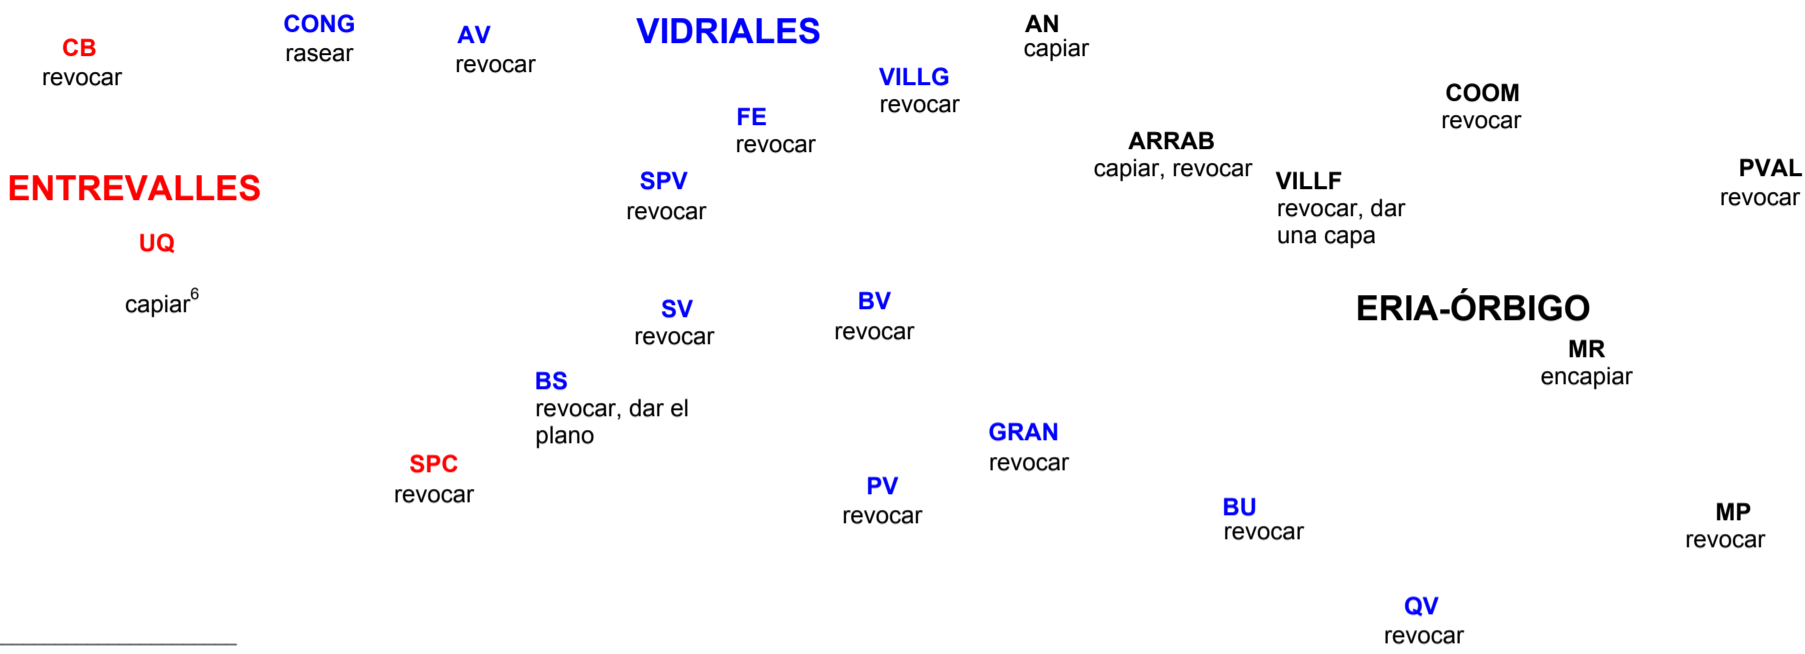 CB
revocar
CONG
rasear
AV
revocar
VIDRIALES
AN
capiar
VILLG
revocar
FE
revocar
COOM
revocar
ARRAB
capiar, revocar
PVAL
revocar
ENTREVALLES
SPV
revocar
VILLF
revocar, dar
una capa
UQ
capiar⁶
SV
revocar
BV
revocar
ERIA-ÓRBIGO
MR
encapiar
BS
revocar, dar el
plano
GRAN
revocar
SPC
revocar
PV
revocar
BU
revocar
MP
revocar
QV
revocar